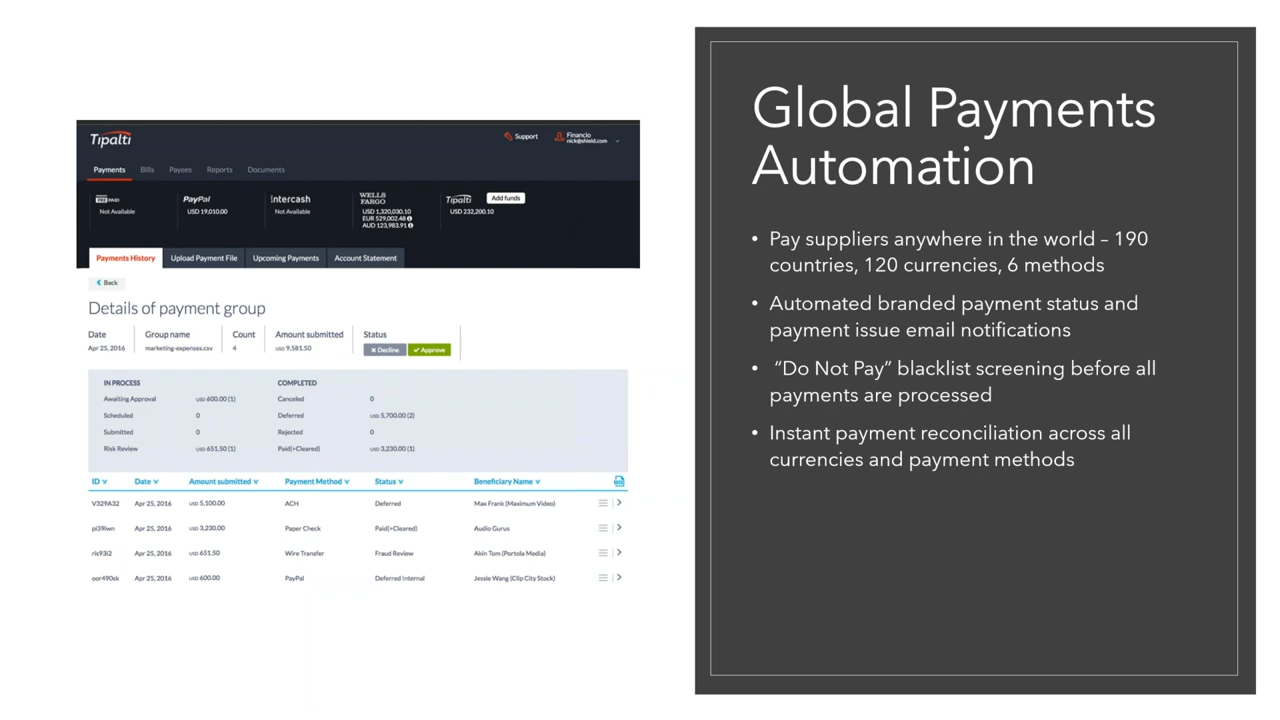 Tipalti
Support
Financio
nick@shield.com
Payments Bills Payees Reports Documents
PREPAID
Not Available
PayPal
USD 19,010.00
Intercash
Not Available
WELLS
FARGO
USD 1,320,030.10
EUR 529,002.48
AUD 123,983.91
Tipalti
USD 232,200.10
Add funds
Payments History Upload Payment File Upcoming Payments Account Statement
Back
Details of payment group
Date Group name Count Amount submitted Status
Apr 25, 2016 marketing-expenses.csv 4 USD 9,581.50 Decline Approve
IN PROCESS COMPLETED
Awaiting Approval USD 600.00 (1) Canceled 0
Scheduled 0 Deferred USD 5,700.00 (2)
Submitted 0 Rejected 0
Risk Review USD 651.50 (1) Paid(+Cleared) USD 3,230.00 (1)
ID Date Amount submitted Payment Method Status Beneficiary Name
V329A32 Apr 25, 2016 USD 5,100.00 ACH Deferred Max Frank (Maximum Video)
pi39iwn Apr 25, 2016 USD 3,230.00 Paper Check Paid(+Cleared) Audio Gurus
ris93i2 Apr 25, 2016 USD 651.50 Wire Transfer Fraud Review Akin Tom (Portola Media)
oor490sk Apr 25, 2016 USD 600.00 PayPal Deferred Internal Jessie Wang (Clip City Stock)
Global Payments
Automation
• Pay suppliers anywhere in the world – 190
countries, 120 currencies, 6 methods
• Automated branded payment status and
payment issue email notifications
• “Do Not Pay” blacklist screening before all
payments are processed
• Instant payment reconciliation across all
currencies and payment methods